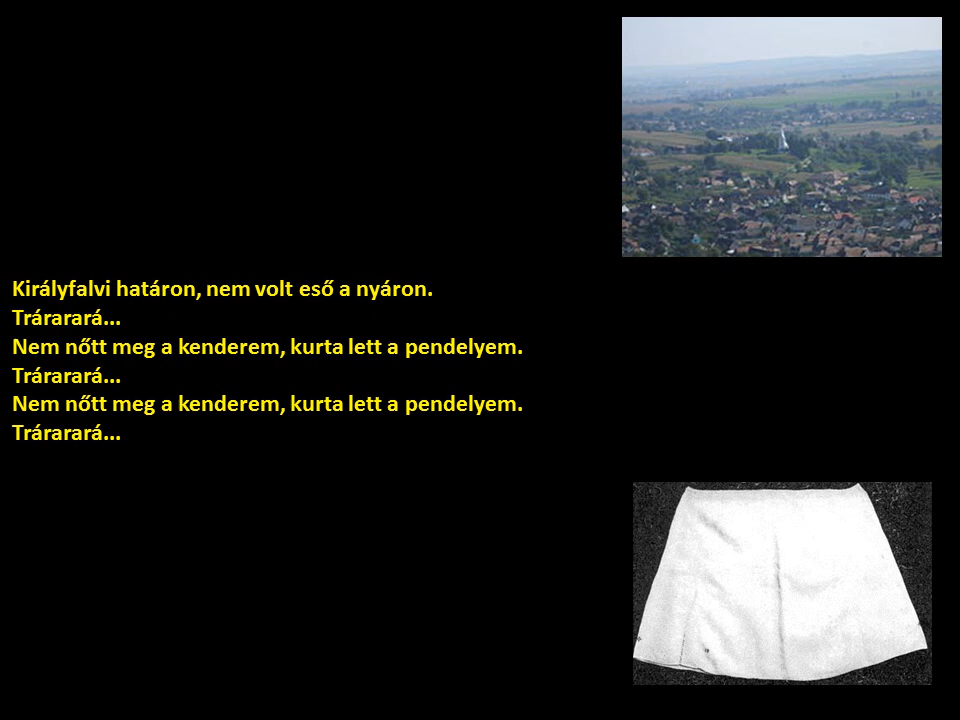 Királyfalvi határon, nem volt eső a nyáron.
Trárarará...
Nem nőtt meg a kenderem, kurta lett a pendelyem.
Trárarará...
Nem nőtt meg a kenderem, kurta lett a pendelyem.
Trárarará...